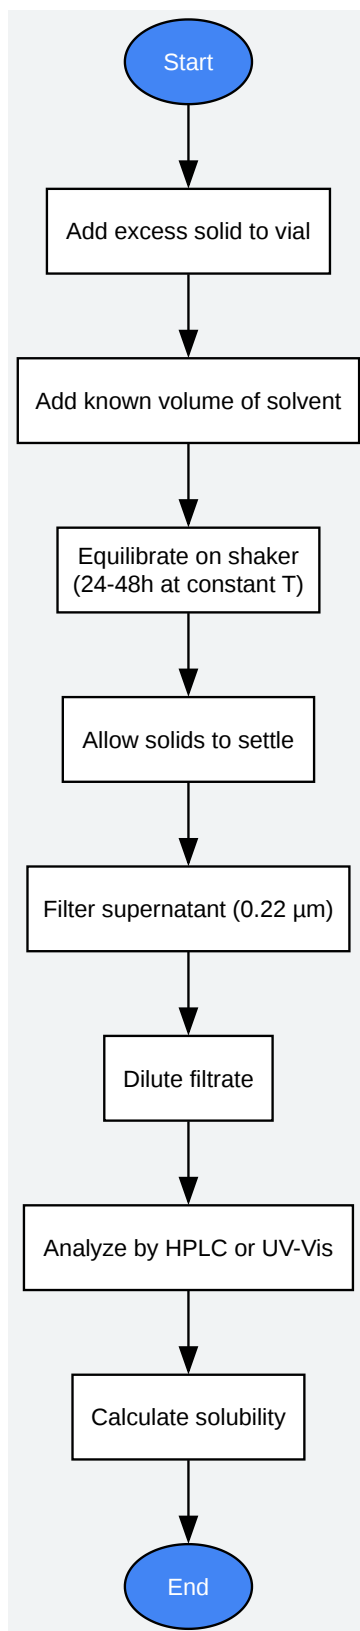 Start
Add excess solid to vial
Add known volume of solvent
Equilibrate on shaker
(24-48h at constant T)
Allow solids to settle
Filter supernatant (0.22 µm)
Dilute filtrate
Analyze by HPLC or UV-Vis
Calculate solubility
End